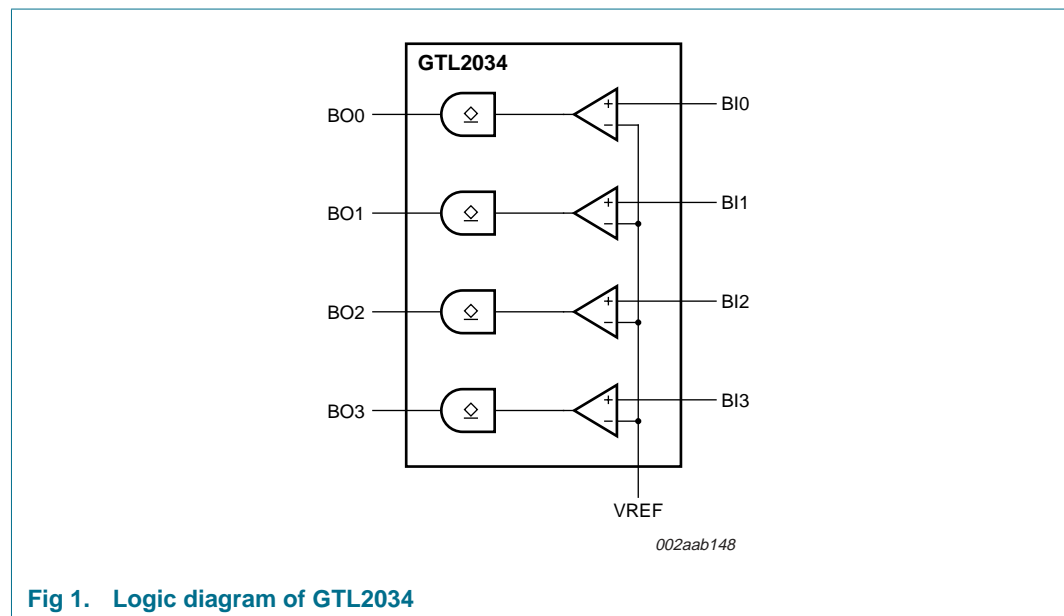 GTL2034
BO0 + − BI0
BO1 + − BI1
BO2 + − BI2
BO3 + − BI3
VREF
002aab148
Fig 1. Logic diagram of GTL2034